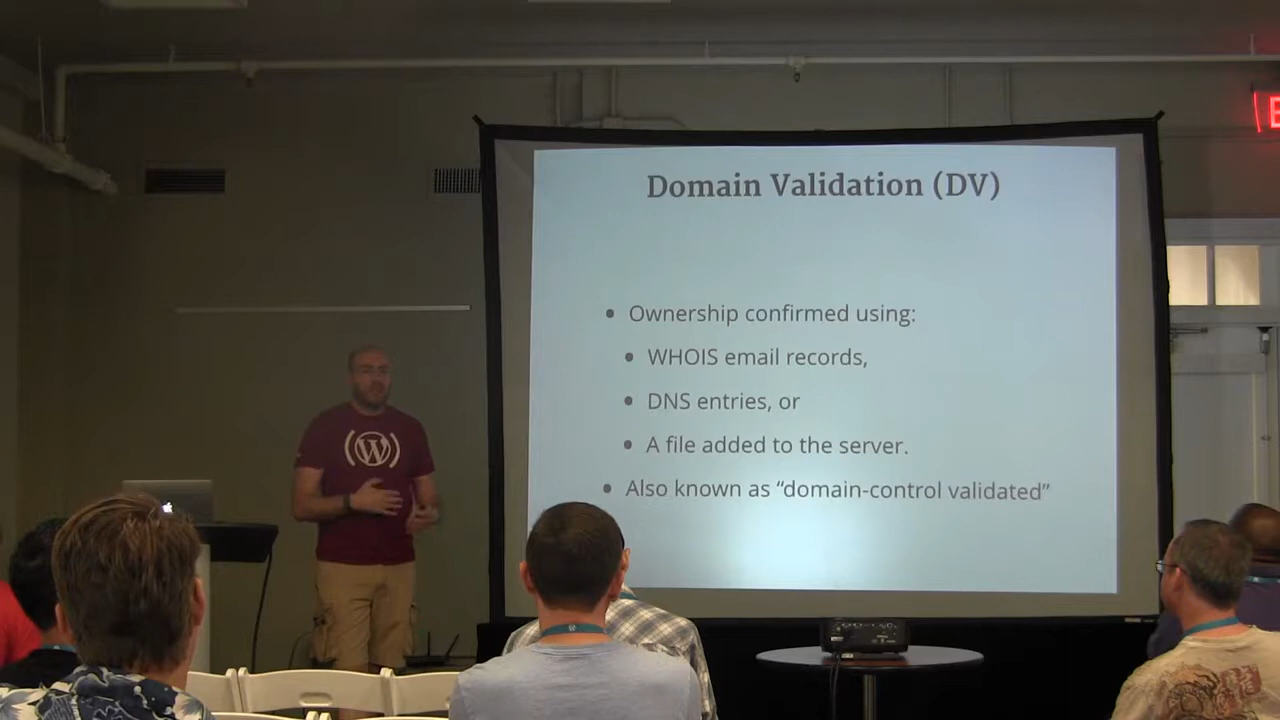 Domain Validation (DV)
• Ownership confirmed using:
• WHOIS email records,
• DNS entries, or
• A file added to the server.
• Also known as “domain-control validated”
(W)
E